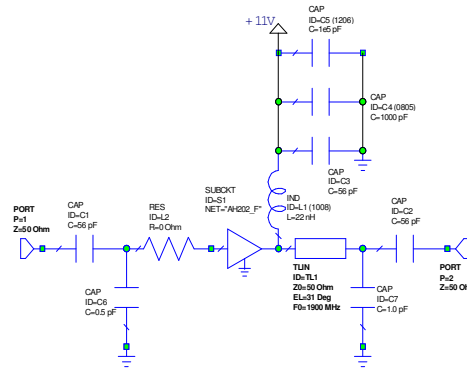 + 11V
CAP
ID=C5 (1206)
C=1e5 pF
CAP
ID=C4 (0805)
C=1000 pF
CAP
ID=C3
C=56 pF
SUBCKT
ID=S1
NET="AH202_F"
IND
ID=L1 (1008)
L=22 nH
PORT
P=1
Z=50 Ohm
CAP
ID=C1
C=56 pF
RES
ID=L2
R=0 Ohm
CAP
ID=C2
C=56 pF
CAP
ID=C6
C=0.5 pF
TLIN
ID=TL1
Z0=50 Ohm
EL=31 Deg
F0=1900 MHz
CAP
ID=C7
C=1.0 pF
PORT
P=2
Z=50 Oh